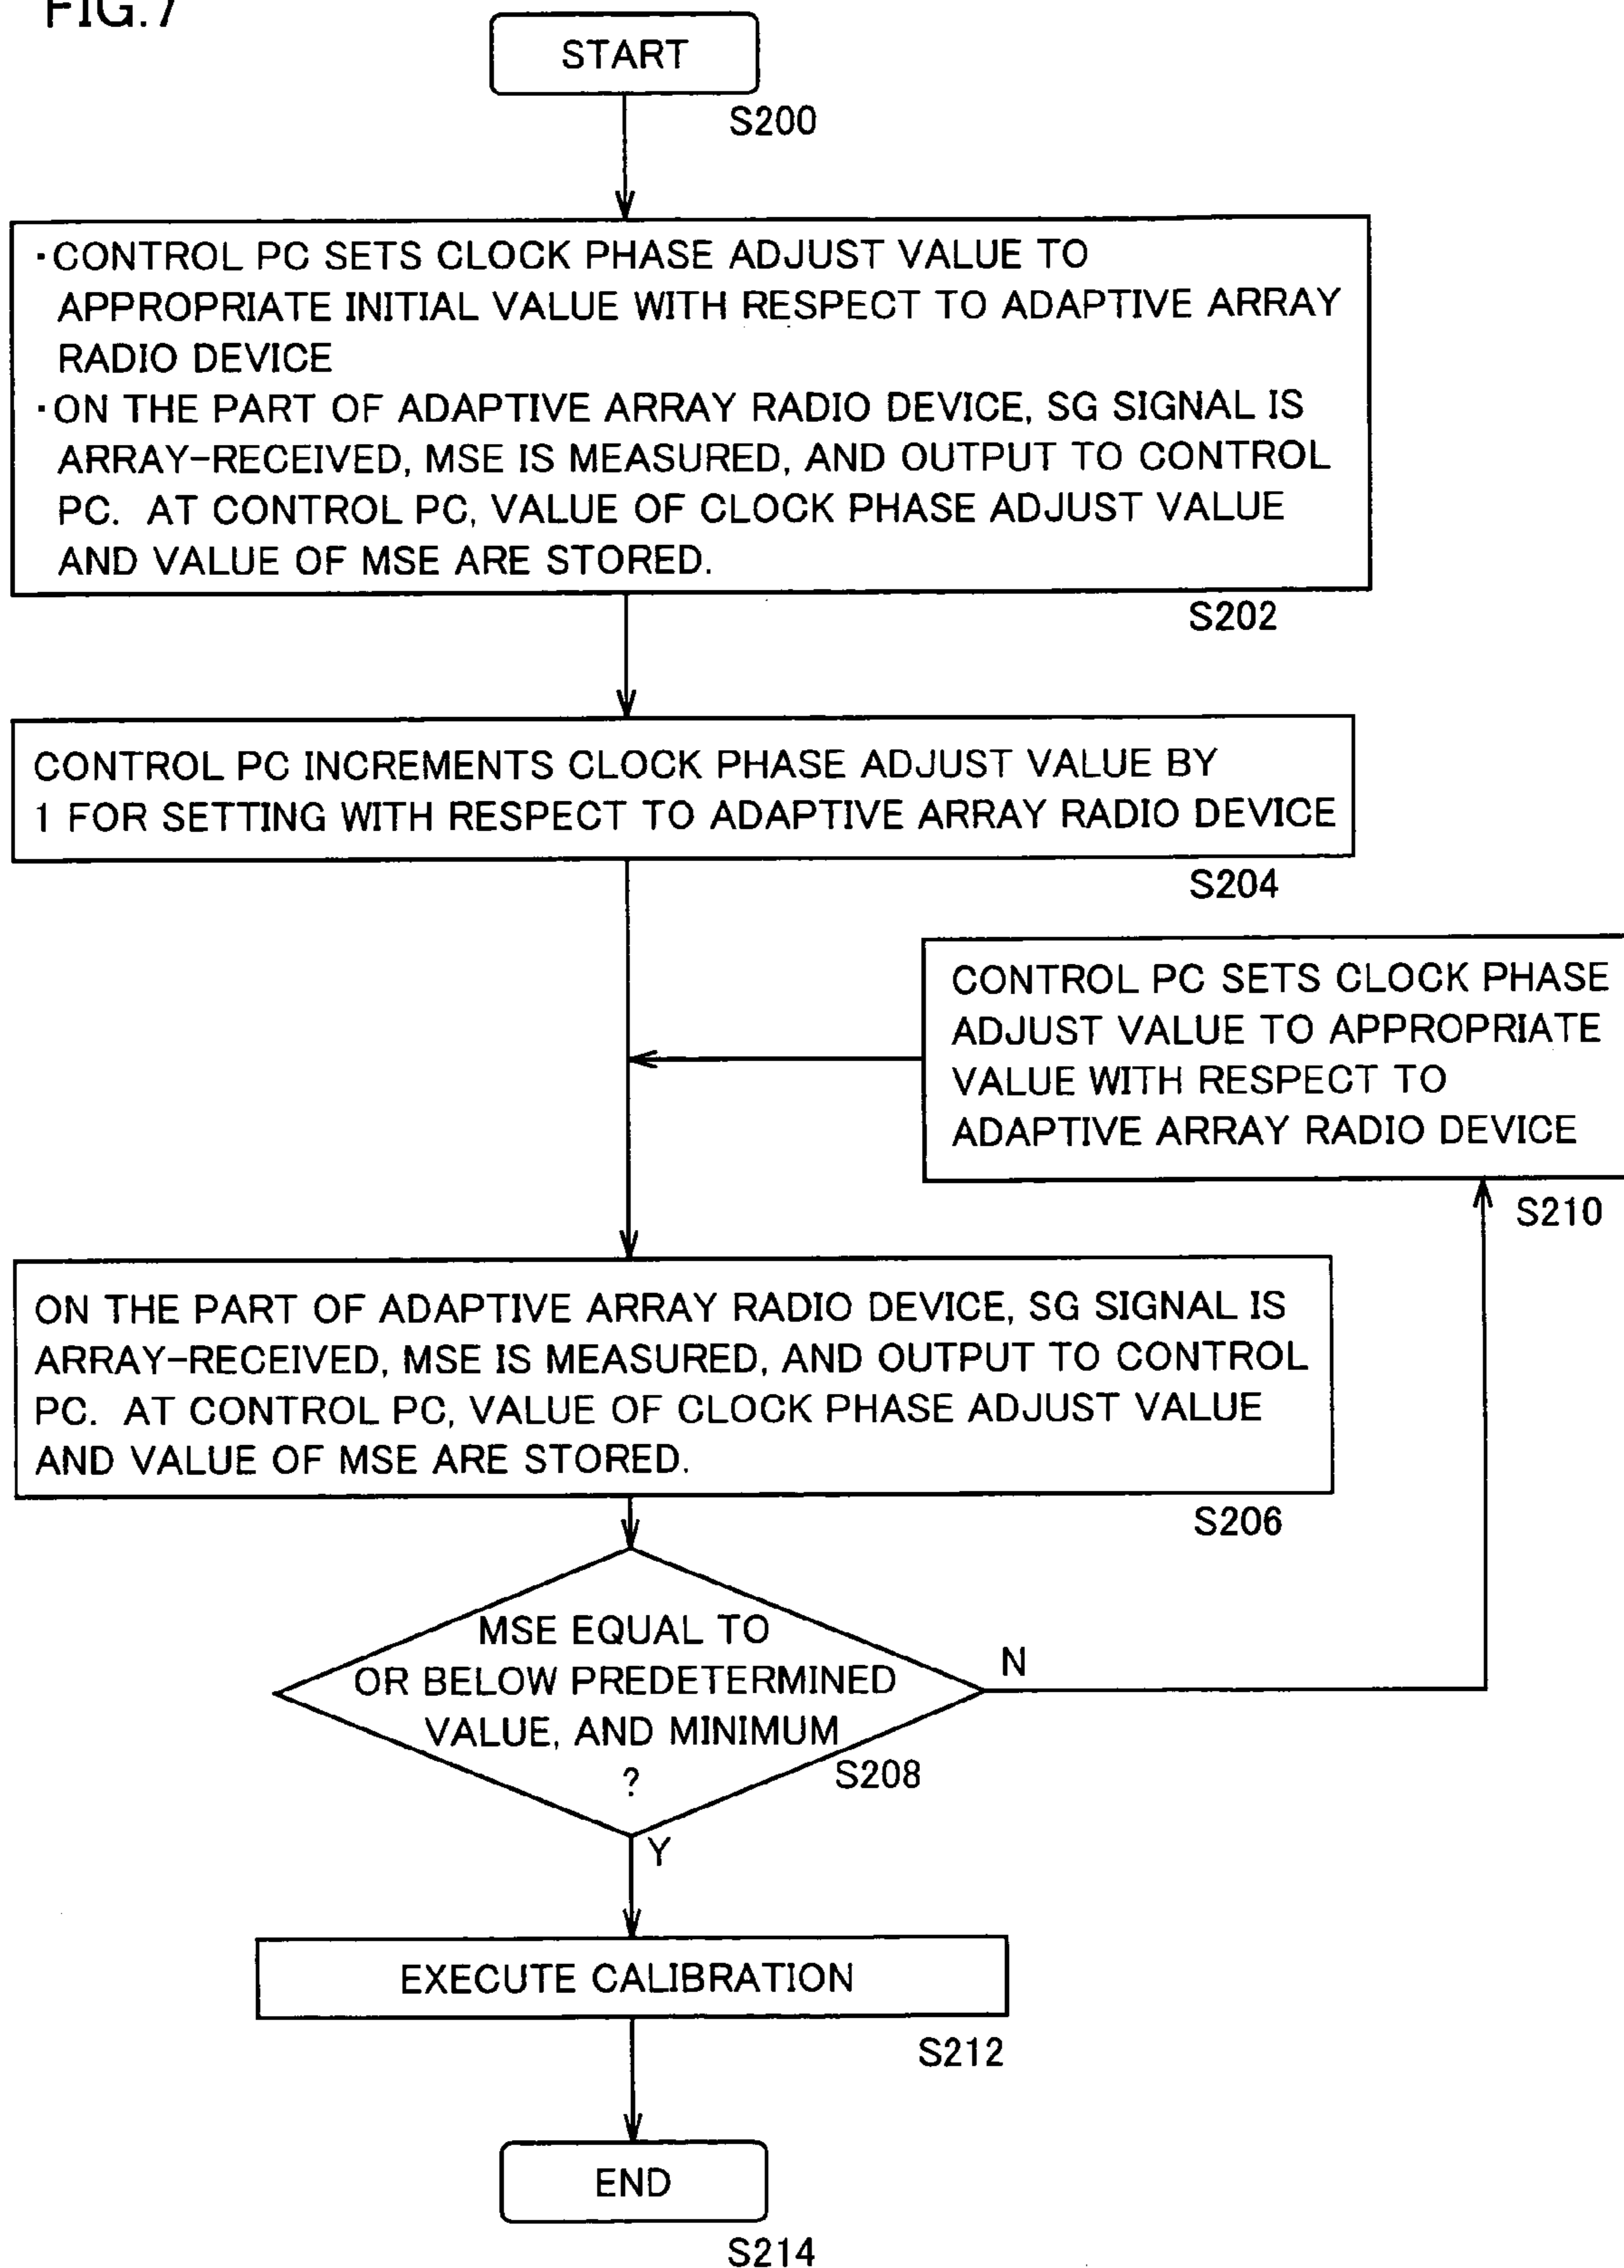 FIG.7
START
S200
·CONTROL PC SETS CLOCK PHASE ADJUST VALUE TO
APPROPRIATE INITIAL VALUE WITH RESPECT TO ADAPTIVE ARRAY
RADIO DEVICE
·ON THE PART OF ADAPTIVE ARRAY RADIO DEVICE, SG SIGNAL IS
ARRAY-RECEIVED, MSE IS MEASURED, AND OUTPUT TO CONTROL
PC. AT CONTROL PC, VALUE OF CLOCK PHASE ADJUST VALUE
AND VALUE OF MSE ARE STORED.
S202
CONTROL PC INCREMENTS CLOCK PHASE ADJUST VALUE BY
1 FOR SETTING WITH RESPECT TO ADAPTIVE ARRAY RADIO DEVICE
S204
CONTROL PC SETS CLOCK PHASE
ADJUST VALUE TO APPROPRIATE
VALUE WITH RESPECT TO
ADAPTIVE ARRAY RADIO DEVICE
S210
ON THE PART OF ADAPTIVE ARRAY RADIO DEVICE, SG SIGNAL IS
ARRAY-RECEIVED, MSE IS MEASURED, AND OUTPUT TO CONTROL
PC. AT CONTROL PC, VALUE OF CLOCK PHASE ADJUST VALUE
AND VALUE OF MSE ARE STORED.
S206
MSE EQUAL TO
OR BELOW PREDETERMINED
VALUE, AND MINIMUM
?
N
S208
Y
EXECUTE CALIBRATION
S212
END
S214